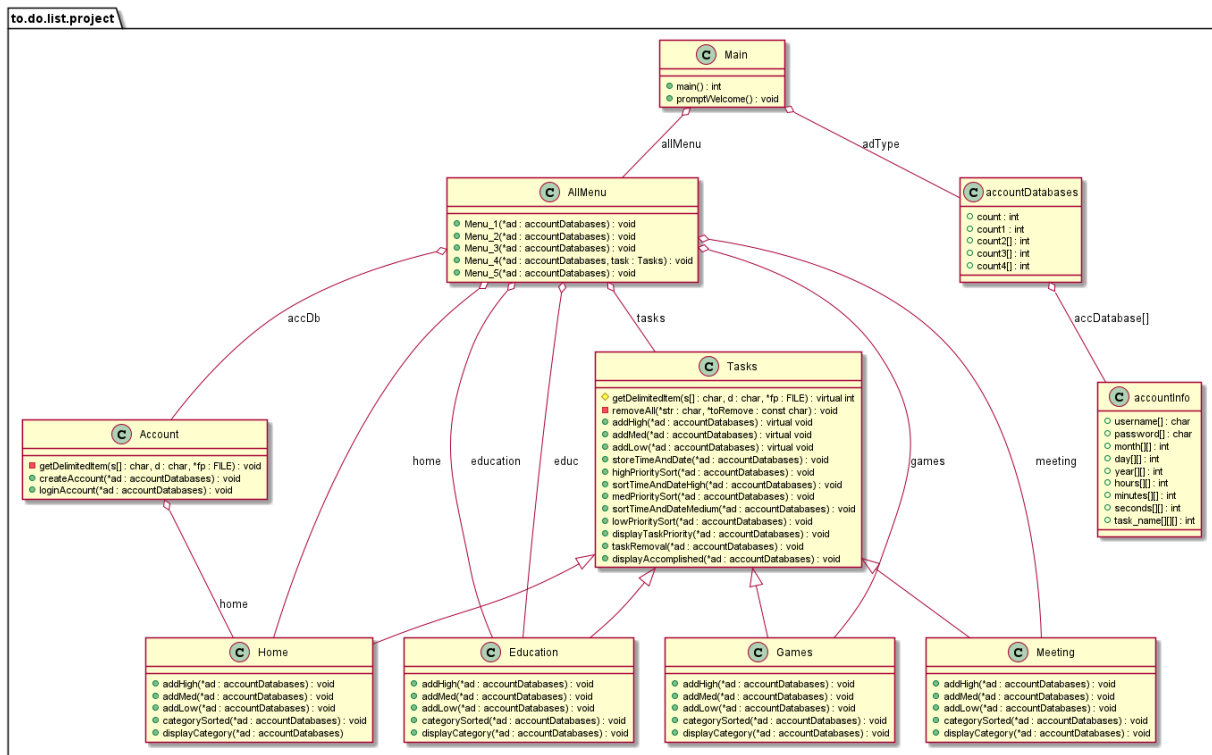 to.do.list.project
C Main
main() : int
promptWelcome() : void
allMenu
adType
C AllMenu
Menu_1(*ad : accountDatabases) : void
Menu_2(*ad : accountDatabases) : void
Menu_3(*ad : accountDatabases) : void
Menu_4(*ad : accountDatabases, task : Tasks) : void
Menu_5(*ad : accountDatabases) : void
C accountDatabases
count : int
count1 : int
count2[] : int
count3[] : int
count4[] : int
accDb
tasks
accDatabase[]
C Tasks
getDelimitedItem(s[] : char, d : char, *fp : FILE) : virtual int
removeAll(*str : char, *toRemove : const char) : void
addHigh(*ad : accountDatabases) : virtual void
addMed(*ad : accountDatabases) : virtual void
addLow(*ad : accountDatabases) : virtual void
storeTimeAndDate(*ad : accountDatabases) : void
highPrioritySort(*ad : accountDatabases) : void
sortTimeAndDateHigh(*ad : accountDatabases) : void
medPrioritySort(*ad : accountDatabases) : void
sortTimeAndDateMedium(*ad : accountDatabases) : void
lowPrioritySort(*ad : accountDatabases) : void
displayTaskPriority(*ad : accountDatabases) : void
taskRemoval(*ad : accountDatabases) : void
displayAccomplished(*ad : accountDatabases) : void
C accountInfo
username[] : char
password[] : char
month[][] : int
day[][] : int
year[][] : int
hours[][] : int
minutes[][] : int
seconds[][] : int
task_name[][][] : int
C Account
getDelimitedItem(s[] : char, d : char, *fp : FILE) : void
createAccount(*ad : accountDatabases) : void
loginAccount(*ad : accountDatabases) : void
home
education
educ
games
meeting
home
C Home
addHigh(*ad : accountDatabases) : void
addMed(*ad : accountDatabases) : void
addLow(*ad : accountDatabases) : void
categorySorted(*ad : accountDatabases) : void
displayCategory(*ad : accountDatabases)
C Education
addHigh(*ad : accountDatabases) : void
addMed(*ad : accountDatabases) : void
addLow(*ad : accountDatabases) : void
categorySorted(*ad : accountDatabases) : void
displayCategory(*ad : accountDatabases) : void
C Games
addHigh(*ad : accountDatabases) : void
addMed(*ad : accountDatabases) : void
addLow(*ad : accountDatabases) : void
categorySorted(*ad : accountDatabases) : void
displayCategory(*ad : accountDatabases) : void
C Meeting
addHigh(*ad : accountDatabases) : void
addMed(*ad : accountDatabases) : void
addLow(*ad : accountDatabases) : void
categorySorted(*ad : accountDatabases) : void
displayCategory(*ad : accountDatabases) : void